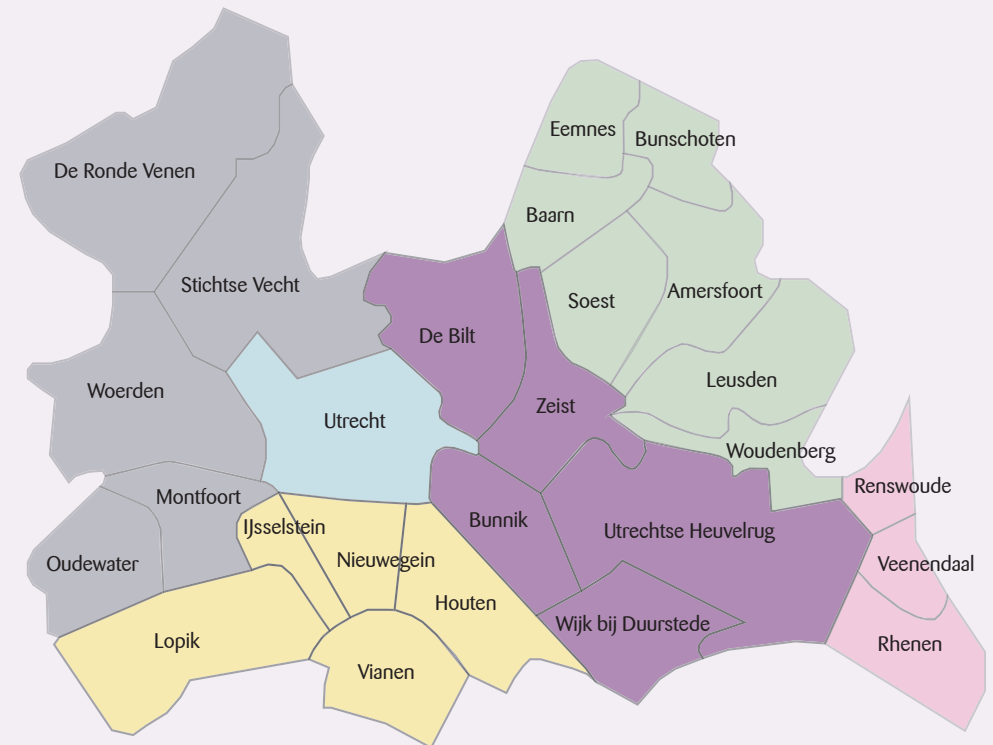 Eemnes
Bunschoten
De Ronde Venen
Baarn
Stichtse Vecht
Soest
Amersfoort
De Bilt
Leusden
Woerden
Zeist
Utrecht
Woudenberg
Renswoude
Montfoort
IJsselstein
Bunnik
Utrechtse Heuvelrug
Oudewater
Nieuwegein
Veenendaal
Houten
Wijk bij Duurstede
Lopik
Rhenen
Vianen